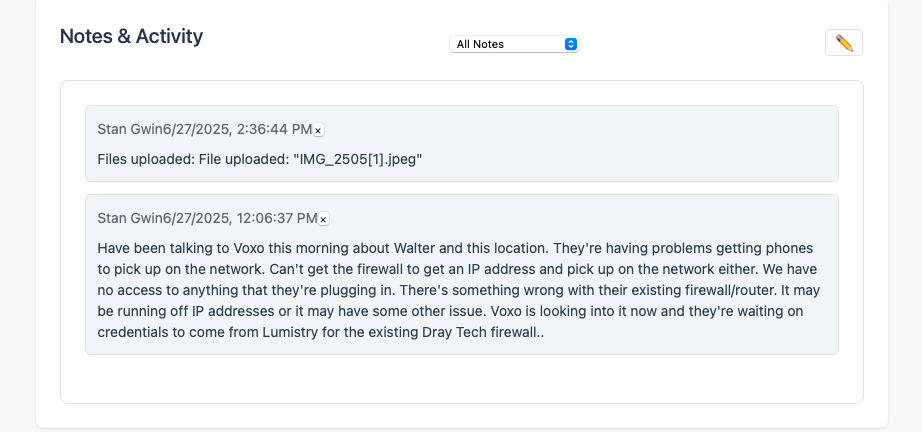 Notes & Activity
All Notes
Stan Gwin6/27/2025, 2:36:44 PM×
Files uploaded: File uploaded: "IMG_2505[1].jpeg"
Stan Gwin6/27/2025, 12:06:37 PM×
Have been talking to Voxo this morning about Walter and this location. They're having problems getting phones
to pick up on the network. Can't get the firewall to get an IP address and pick up on the network either. We have
no access to anything that they're plugging in. There's something wrong with their existing firewall/router. It may
be running off IP addresses or it may have some other issue. Voxo is looking into it now and they're waiting on
credentials to come from Lumistry for the existing Dray Tech firewall..